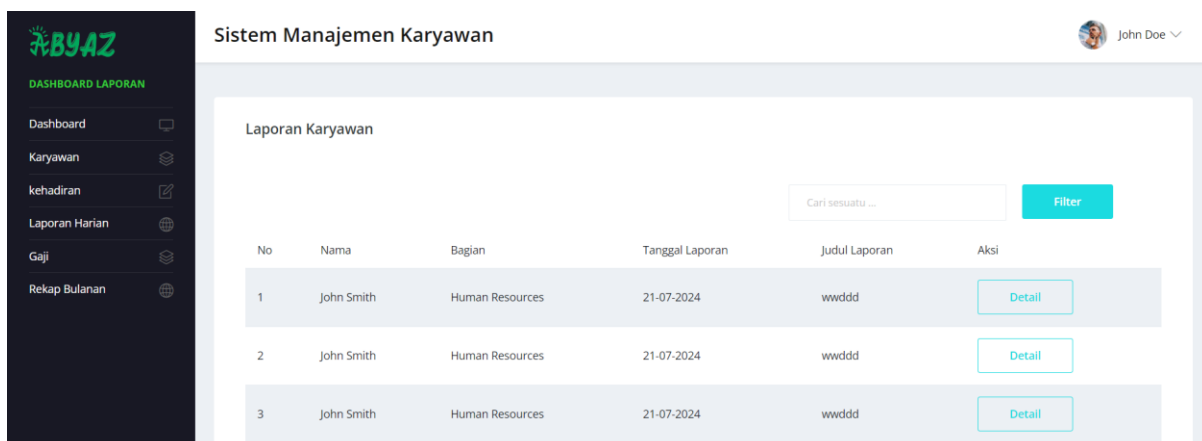 ABYAZ
Sistem Manajemen Karyawan
John Doe
DASHBOARD LAPORAN
Dashboard
Karyawan
kehadiran
Laporan Harian
Gaji
Rekap Bulanan
Laporan Karyawan
Cari sesuatu ...
Filter
No Nama Bagian Tanggal Laporan Judul Laporan Aksi
1 John Smith Human Resources 21-07-2024 wwddd Detail
2 John Smith Human Resources 21-07-2024 wwddd Detail
3 John Smith Human Resources 21-07-2024 wwddd Detail